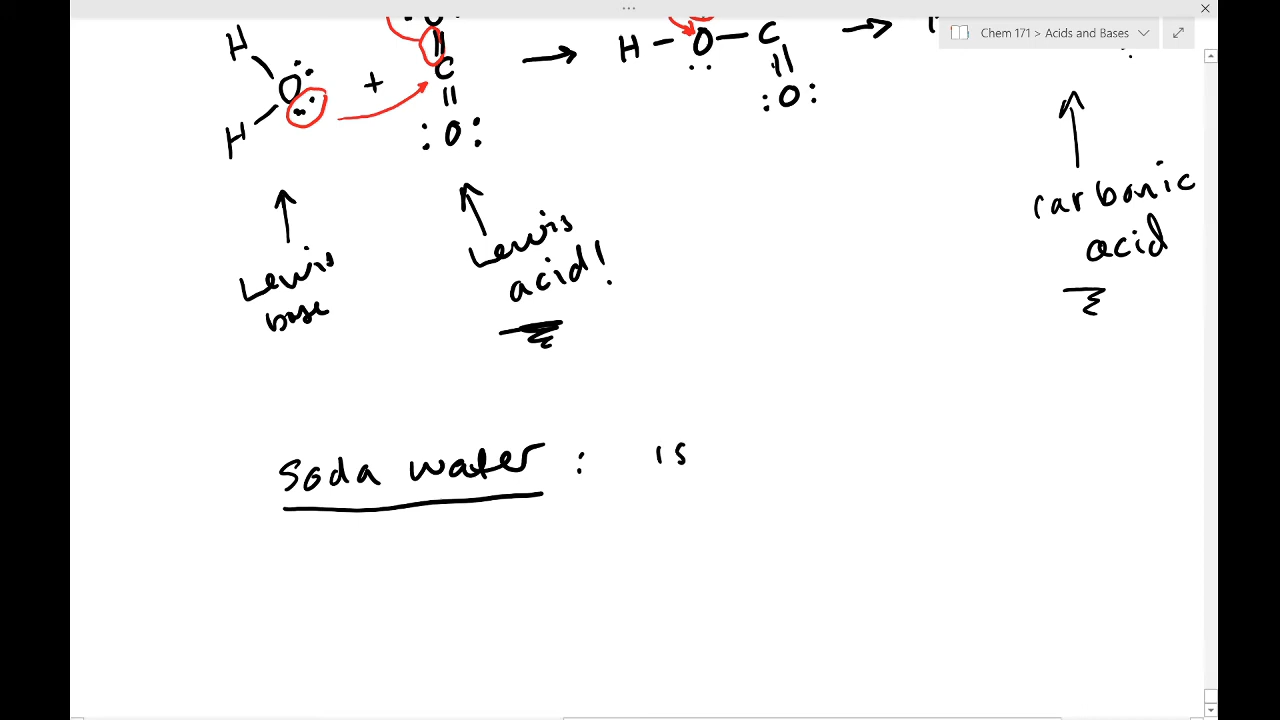 Chem 171 > Acids and Bases
H
H – O – C
O
+
C
H
:O:
:O:
carbonic
acid
Lewis
base
Lewis
acid!
Soda water : is